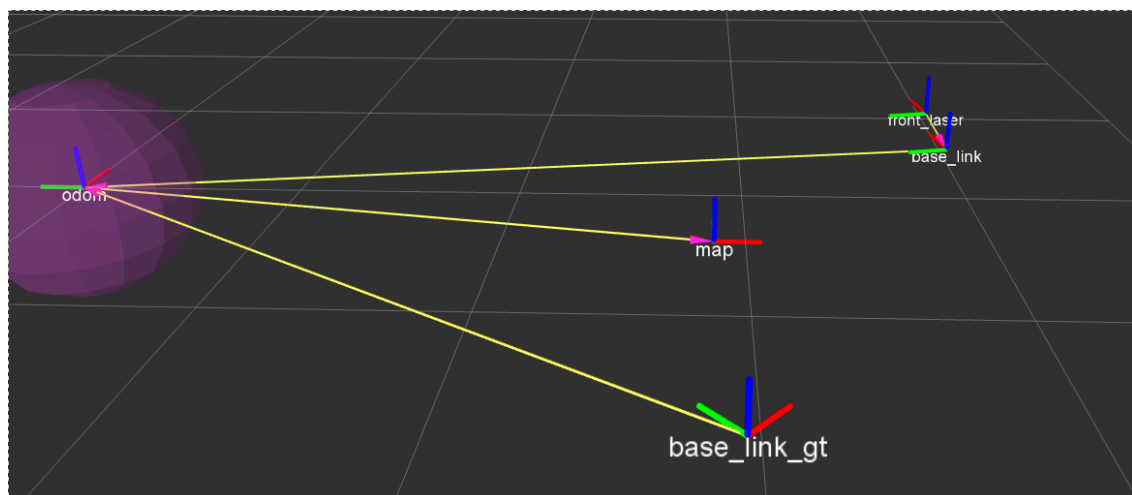 front_laser
base_link
odom
map
base_link_gt